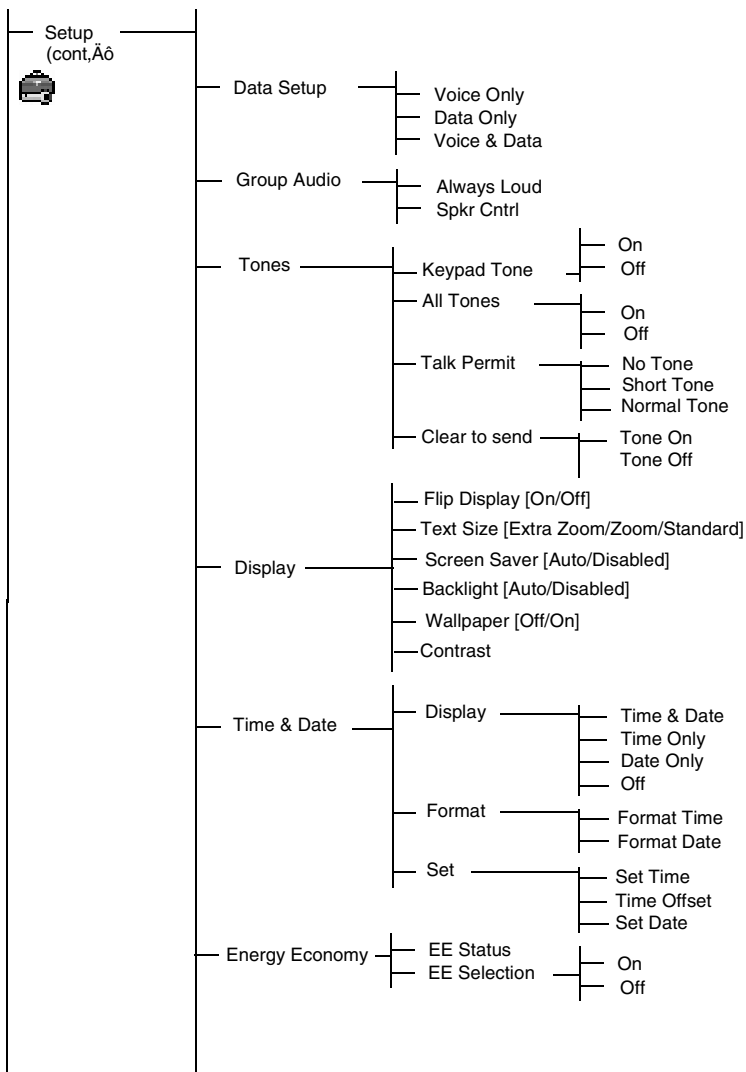 Setup
(cont‚Äô
Data Setup
Voice Only
Data Only
Voice & Data
Group Audio
Always Loud
Spkr Cntrl
Tones
Keypad Tone
On
Off
All Tones
On
Off
Talk Permit
No Tone
Short Tone
Normal Tone
Clear to send
Tone On
Tone Off
Display
Flip Display [On/Off]
Text Size [Extra Zoom/Zoom/Standard]
Screen Saver [Auto/Disabled]
Backlight [Auto/Disabled]
Wallpaper [Off/On]
Contrast
Time & Date
Display
Time & Date
Time Only
Date Only
Off
Format
Format Time
Format Date
Set
Set Time
Time Offset
Set Date
Energy Economy
EE Status
EE Selection
On
Off